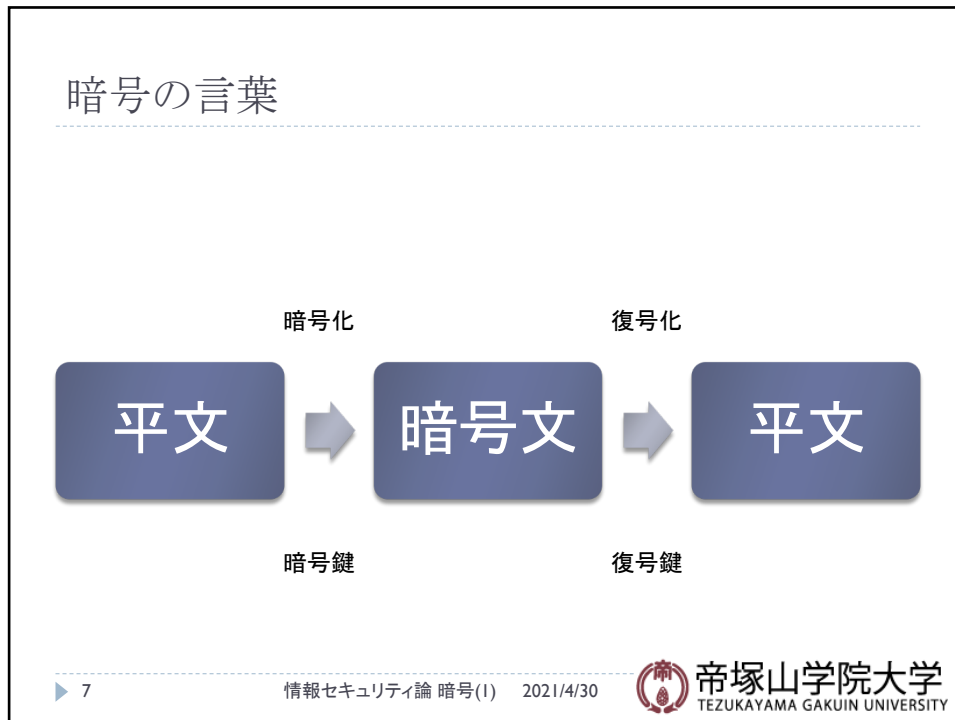 暗号の言葉
暗号化 復号化
平文 暗号文 平文
暗号鍵 復号鍵
7 情報セキュリティ論 暗号(1) 2021/4/30
帝塚山学院大学
TEZUKAYAMA GAKUIN UNIVERSITY